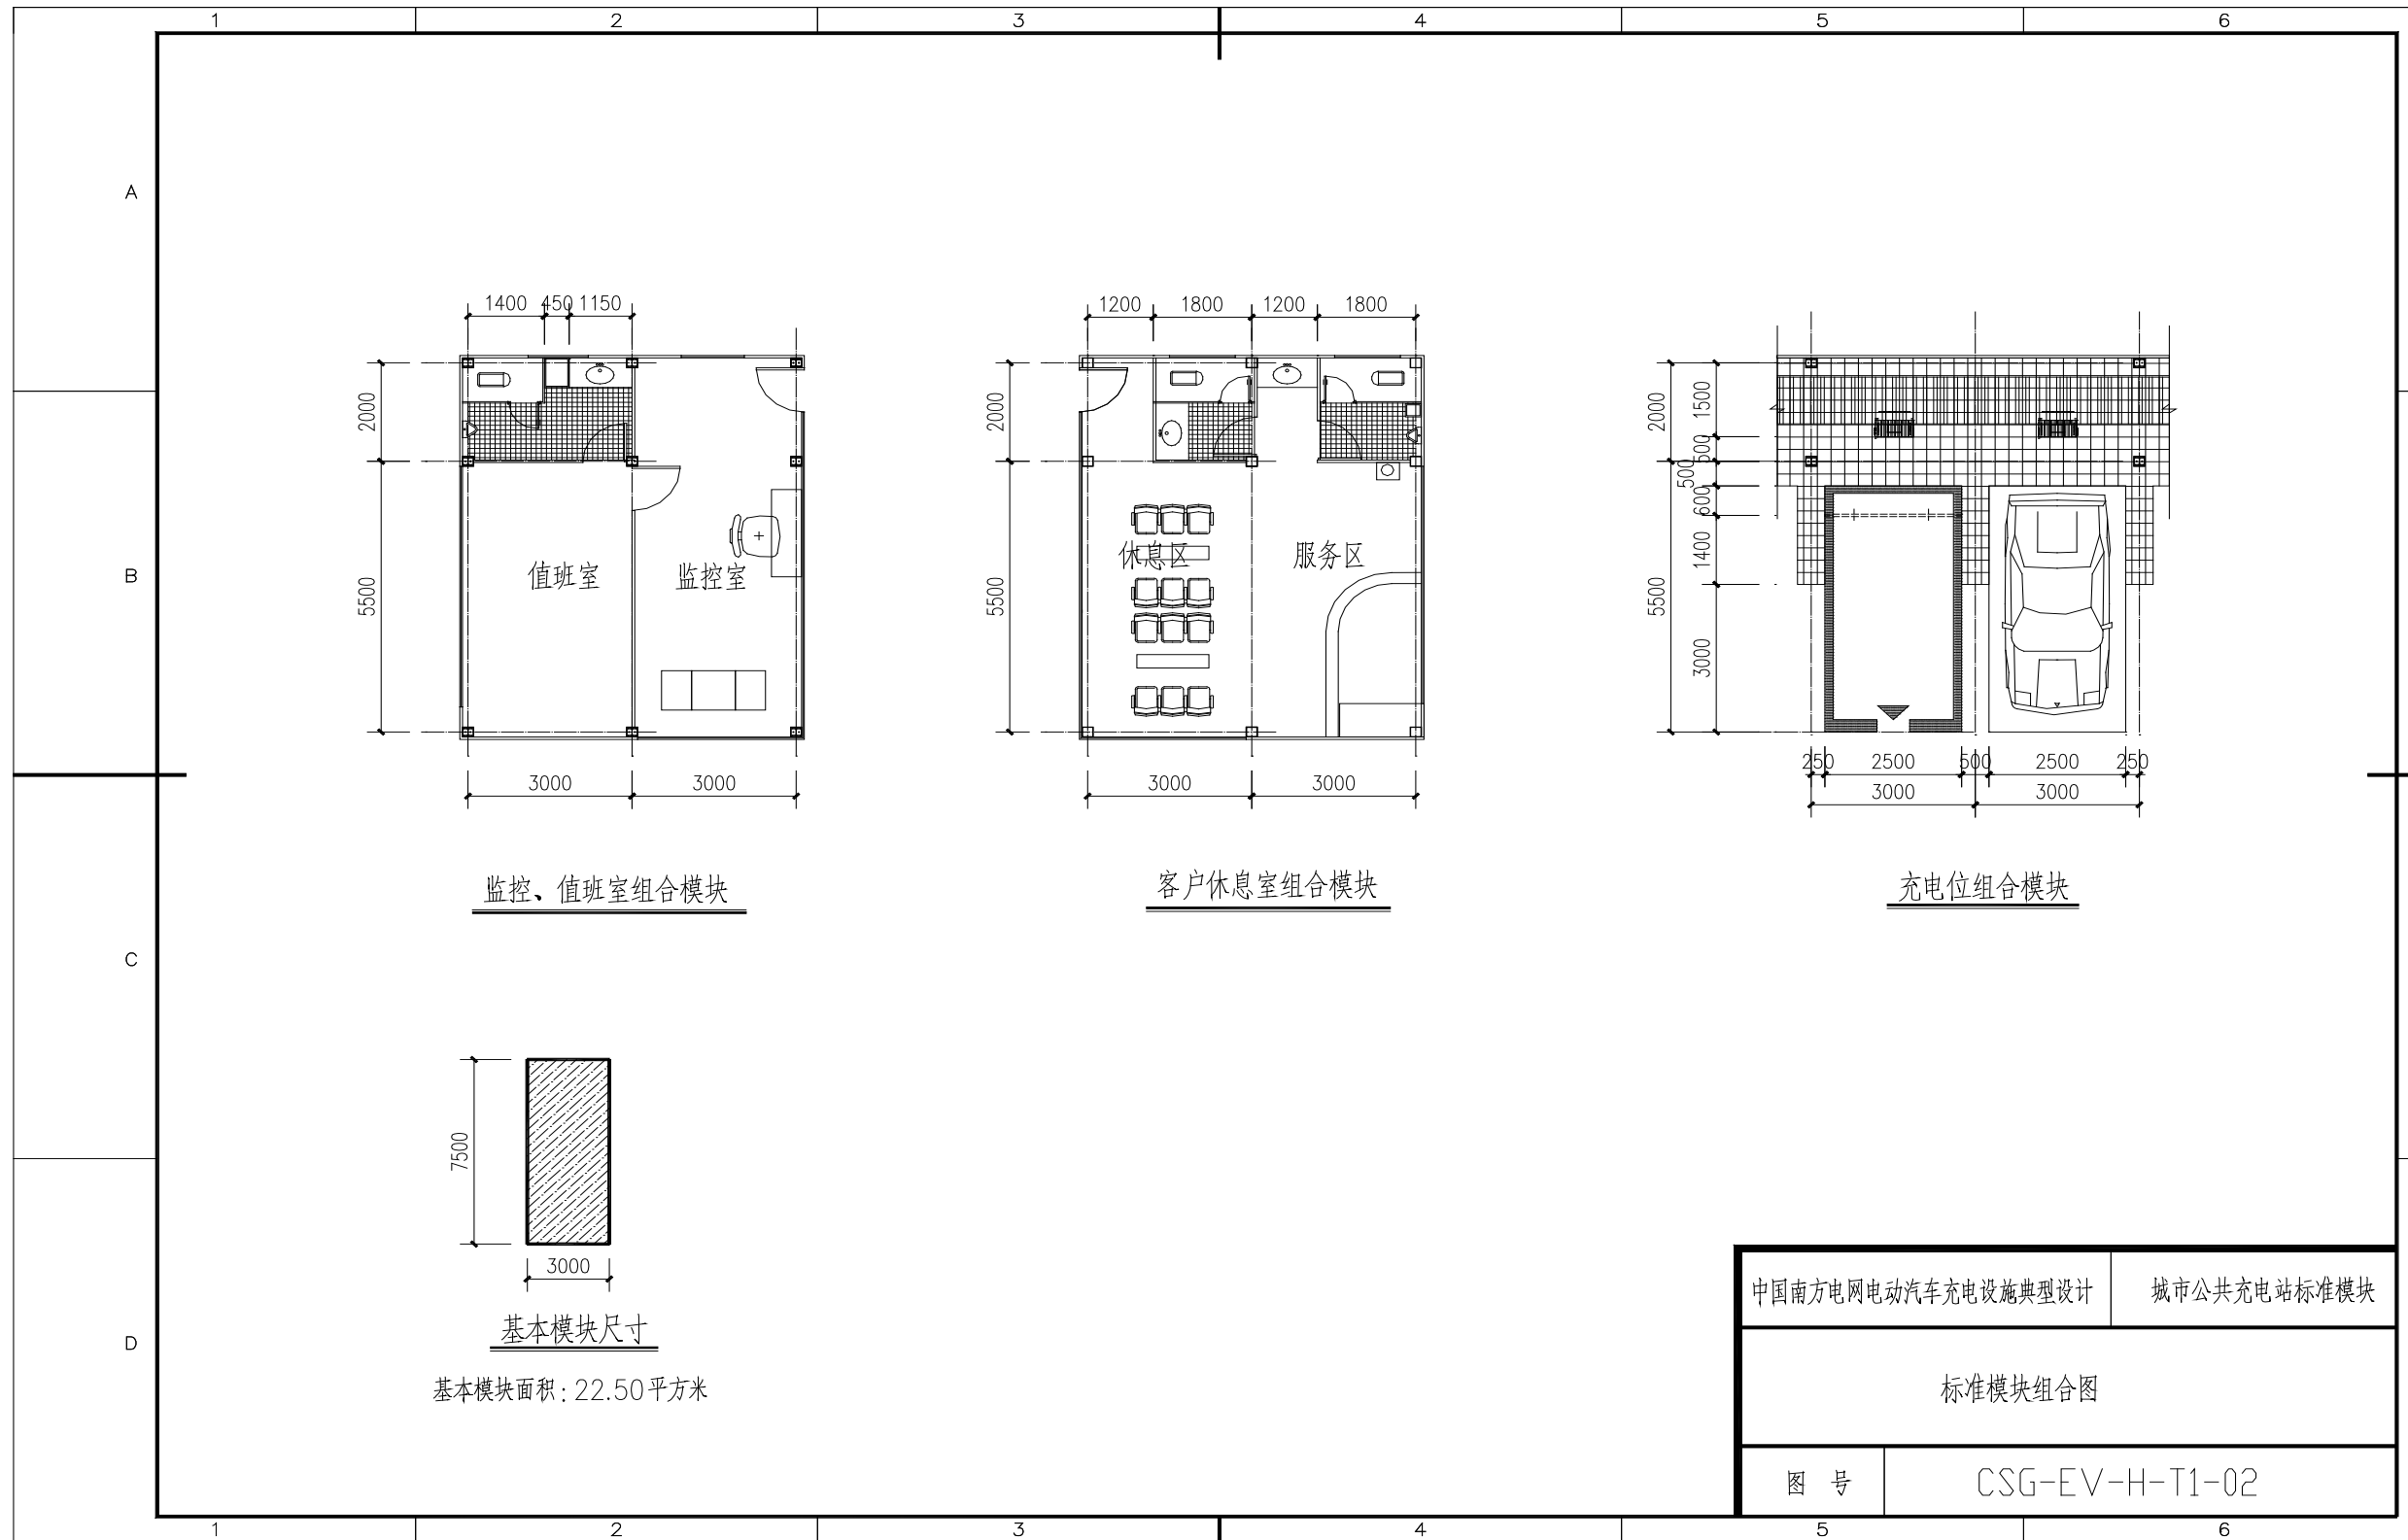 1 2 3 4 5 6
A
B
C
D
1400 450 1150
2000
5500
值班室
监控室
3000 3000
监控、值班室组合模块
1200 1800 1200 1800
2000
5500
休息区
服务区
3000 3000
客户休息室组合模块
2000
5500
1500
500
500
600
1400
3000
250 2500 500 2500 250
3000 3000
充电位组合模块
7500
3000
基本模块尺寸
基本模块面积：22.50平方米
中国南方电网电动汽车充电设施典型设计 城市公共充电站标准模块
标准模块组合图
图 号 CSG-EV-H-T1-02
1 2 3 4 5 6